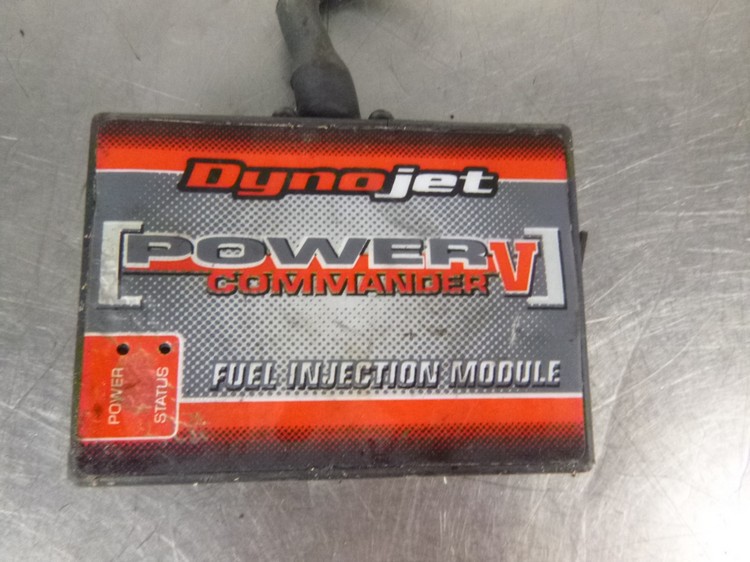 Dynojet
POWER V
COMMANDER
FUEL INJECTION MODULE
POWER
STATUS